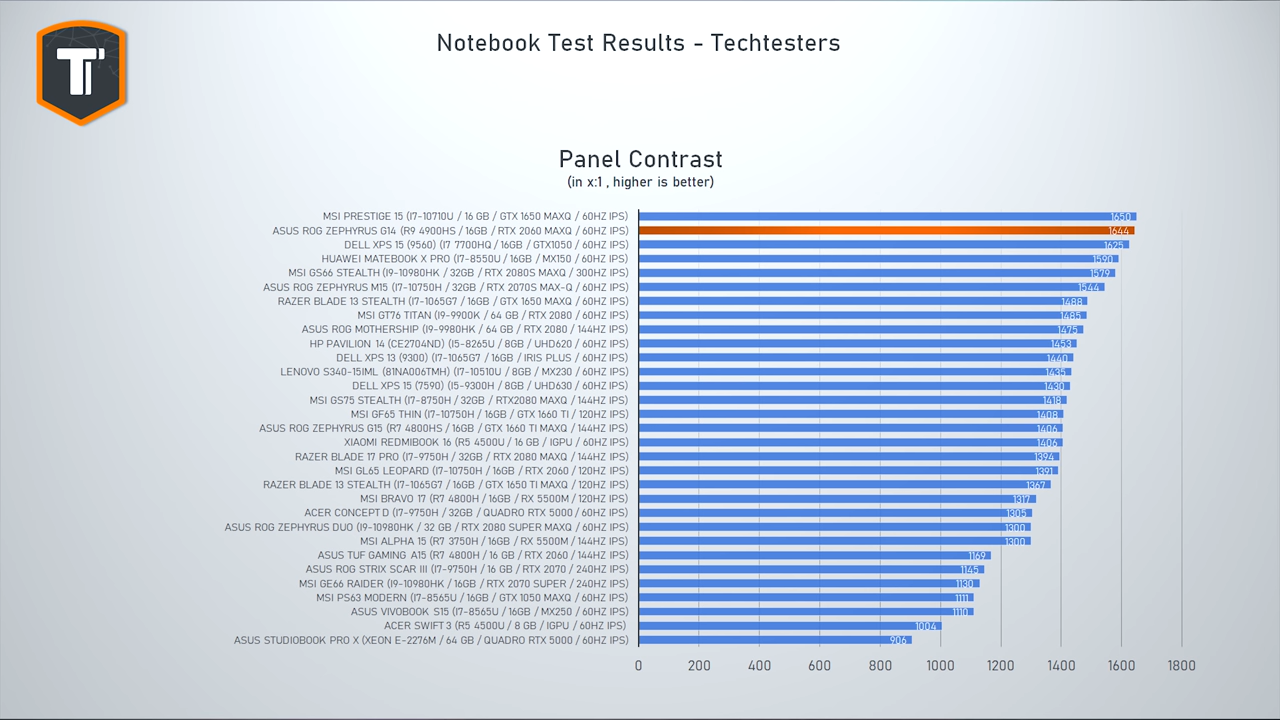 Notebook Test Results - Techtesters
Panel Contrast
(in x:1 , higher is better)
MSI PRESTIGE 15 (I7-10710U / 16 GB / GTX 1650 MAXQ / 60HZ IPS) 1650
ASUS ROG ZEPHYRUS G14 (R9 4900HS / 16GB / RTX 2060 MAXQ / 60HZ IPS) 1644
DELL XPS 15 (9560) (I7 7700HQ / 16GB / GTX1050 / 60HZ IPS) 1625
HUAWEI MATEBOOK X PRO (I7-8550U / 16GB / MX150 / 60HZ IPS) 1590
MSI GS66 STEALTH (I9-10980HK / 32GB / RTX 2080S MAXQ / 300HZ IPS) 1579
ASUS ROG ZEPHYRUS M15 (I7-10750H / 32GB / RTX 2070S MAX-Q / 60HZ IPS) 1544
RAZER BLADE 13 STEALTH (I7-1065G7 / 16GB / GTX 1650 MAXQ / 60HZ IPS) 1488
MSI GT76 TITAN (I9-9900K / 64 GB / RTX 2080 / 60HZ IPS) 1485
ASUS ROG MOTHERSHIP (I9-9980HK / 64 GB / RTX 2080 / 144HZ IPS) 1475
HP PAVILION 14 (CE2704ND) (I5-8265U / 8GB / UHD620 / 60HZ IPS) 1453
DELL XPS 13 (9300) (I7-1065G7 / 16GB / IRIS PLUS / 60HZ IPS) 1440
LENOVO S340-15IML (81NA006TMH) (I7-10510U / 8GB / MX230 / 60HZ IPS) 1435
DELL XPS 15 (7590) (I5-9300H / 8GB / UHD630 / 60HZ IPS) 1430
MSI GS75 STEALTH (I7-8750H / 32GB / RTX2080 MAXQ / 144HZ IPS) 1418
MSI GF65 THIN (I7-10750H / 16GB / GTX 1660 TI / 120HZ IPS) 1408
ASUS ROG ZEPHYRUS G15 (R7 4800HS / 16GB / GTX 1660 TI MAXQ / 144HZ IPS) 1406
XIAOMI REDMIBOOK 16 (R5 4500U / 16 GB / IGPU / 60HZ IPS) 1406
RAZER BLADE 17 PRO (I7-9750H / 32GB / RTX 2080 MAXQ / 144HZ IPS) 1394
MSI GL65 LEOPARD (I7-10750H / 16GB / RTX 2060 / 120HZ IPS) 1391
RAZER BLADE 13 STEALTH (I7-1065G7 / 16GB / GTX 1650 TI MAXQ / 120HZ IPS) 1367
MSI BRAVO 17 (R7 4800H / 16GB / RX 5500M / 120HZ IPS) 1317
ACER CONCEPT D (I7-9750H / 32GB / QUADRO RTX 5000 / 60HZ IPS) 1305
ASUS ROG ZEPHYRUS DUO (I9-10980HK / 32 GB / RTX 2080 SUPER MAXQ / 60HZ IPS) 1300
MSI ALPHA 15 (R7 3750H / 16GB / RX 5500M / 144HZ IPS) 1300
ASUS TUF GAMING A15 (R7 4800H / 16 GB / RTX 2060 / 144HZ IPS) 1169
ASUS ROG STRIX SCAR III (I7-9750H / 16 GB / RTX 2070 / 240HZ IPS) 1145
MSI GE66 RAIDER (I9-10980HK / 16GB / RTX 2070 SUPER / 240HZ IPS) 1130
MSI PS63 MODERN (I7-8565U / 16GB / GTX 1050 MAXQ / 60HZ IPS) 1111
ASUS VIVOBOOK S15 (I7-8565U / 16GB / MX250 / 60HZ IPS) 1110
ACER SWIFT 3 (R5 4500U / 8 GB / IGPU / 60HZ IPS) 1004
ASUS STUDIOBOOK PRO X (XEON E-2276M / 64 GB / QUADRO RTX 5000 / 60HZ IPS) 906
0 200 400 600 800 1000 1200 1400 1600 1800